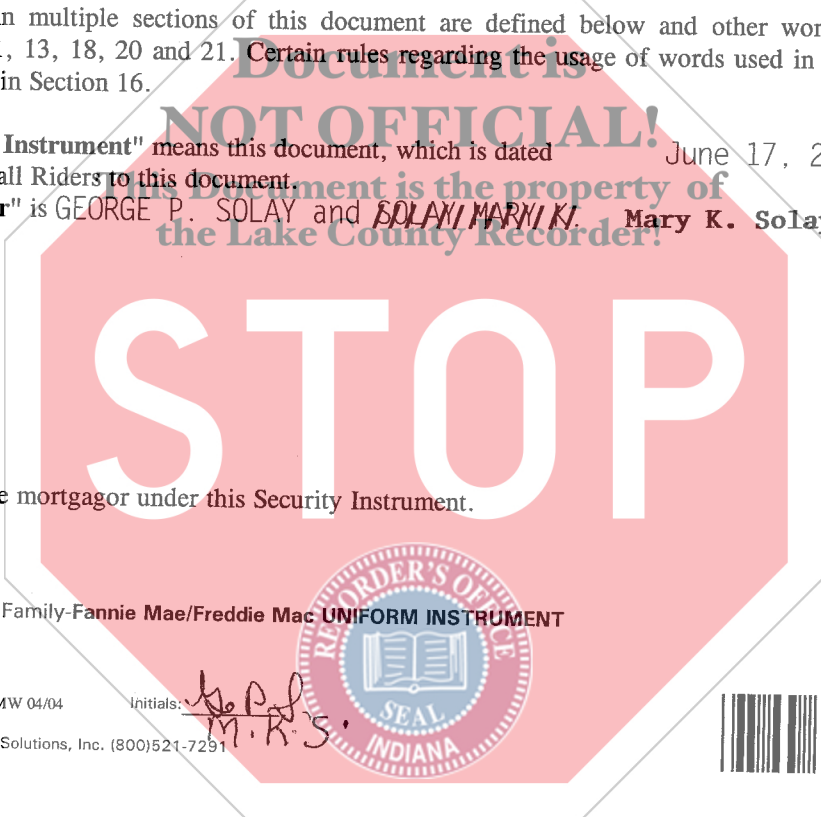 n multiple sections of this document are defined below and other wor
, 13, 18, 20 and 21. Certain rules regarding the usage of words used in
in Section 16.
Document is
NOT OFFICIAL!
This Document is the property of
the Lake County Recorder!
Instrument" means this document, which is dated June 17, 2
all Riders to this document.
r" is GEORGE P. SOLAY and SOLAY MARY K. Mary K. Solay
STOP
e mortgagor under this Security Instrument.
Family-Fannie Mae/Freddie Mac UNIFORM INSTRUMENT
RECORDER'S OFFICE
SEAL
INDIANA
MW 04/04 Initials: G P S
M.K.S.
Solutions, Inc. (800)521-7291